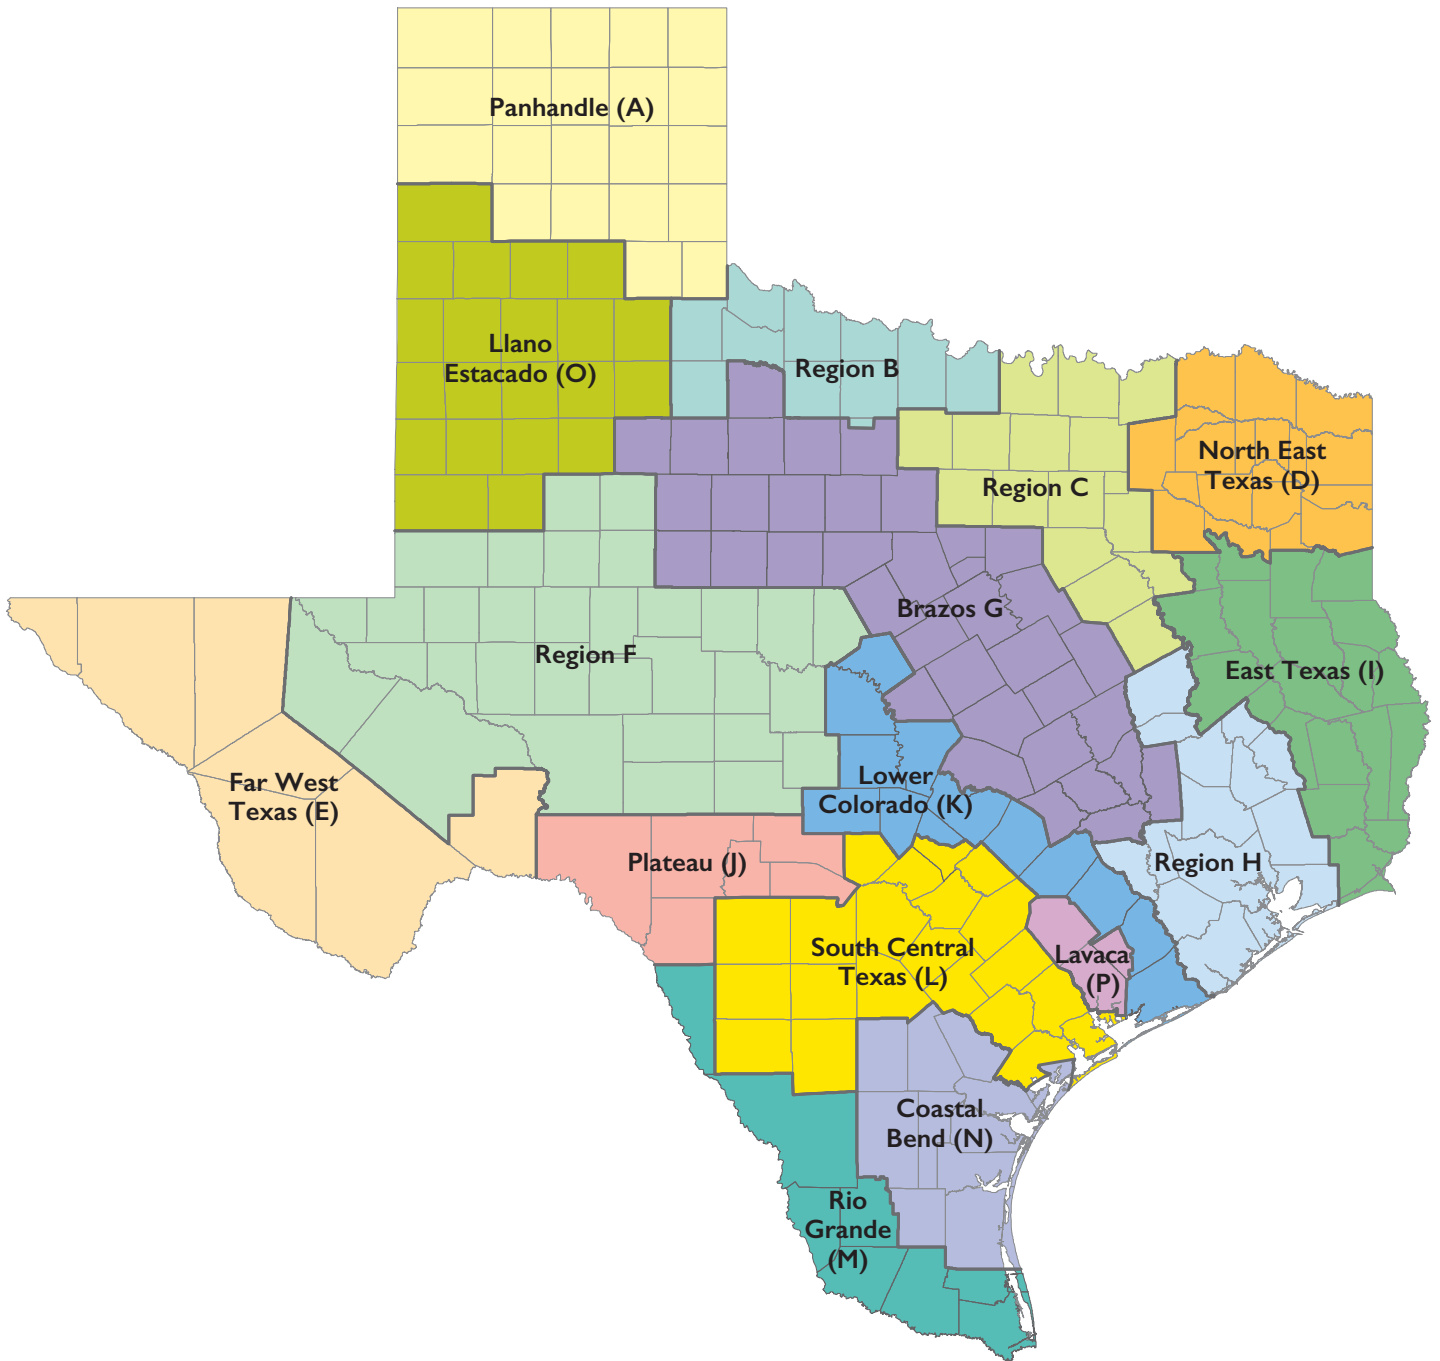 Panhandle (A)
Llano
Estacado (O)
Region B
North East
Texas (D)
Region C
Brazos G
Region F
East Texas (I)
Far West
Texas (E)
Lower
Colorado (K)
Plateau (J)
Region H
South Central
Texas (L)
Lavaca
(P)
Coastal
Bend (N)
Rio
Grande
(M)